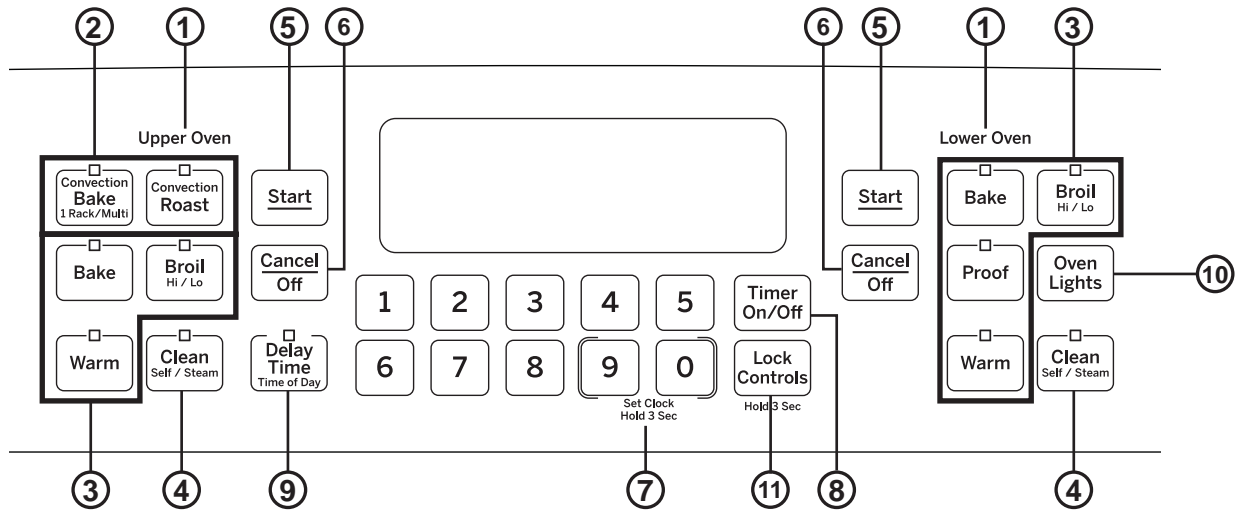 2 1 5 6 6 5 1 3
Upper Oven
Lower Oven
Convection
Bake
1 Rack/Multi
Convection
Roast
Start
Start
Bake
Broil
Hi / Lo
Bake
Broil
Hi / Lo
Cancel
Off
Cancel
Off
Proof
Oven
Lights
10
1 2 3 4 5
Timer
On/Off
Warm
Clean
Self / Steam
Delay
Time
Time of Day
6 7 8 9 0
Lock
Controls
Warm
Clean
Self / Steam
Set Clock
Hold 3 Sec
Hold 3 Sec
3 4 9 7 11 8 4